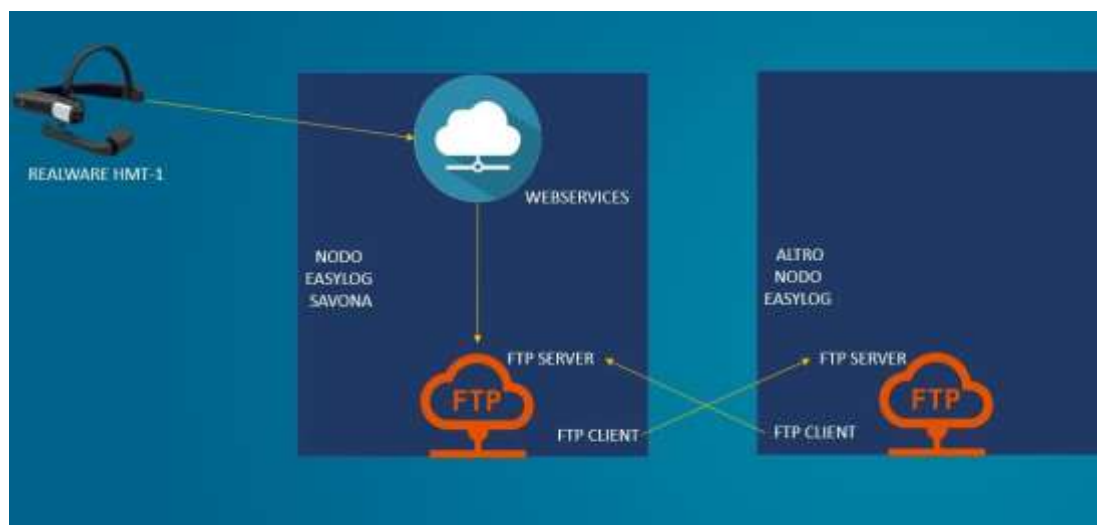 REALWARE HMT-1
WEBSERVICES
NODO
EASYLOG
SAVONA
FTP SERVER
FTP
FTP CLIENT
ALTRO
NODO
EASYLOG
FTP SERVER
FTP
FTP CLIENT